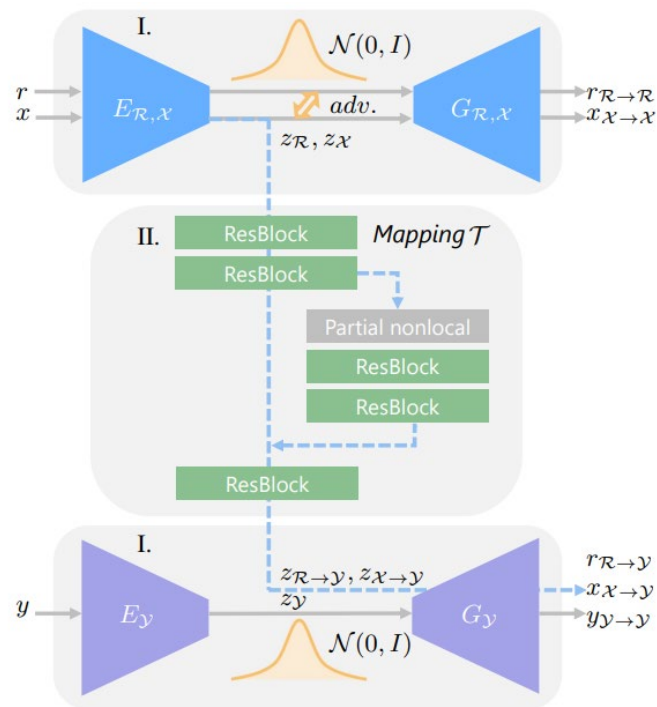 I.
𝒩(0, I)
r
x
E_{ℛ,𝒳}
adv.
G_{ℛ,𝒳}
r_{ℛ→ℛ}
x_{𝒳→𝒳}
z_ℛ, z_𝒳
II.
ResBlock
Mapping 𝒯
ResBlock
Partial nonlocal
ResBlock
ResBlock
ResBlock
I.
z_{ℛ→𝒴}, z_{𝒳→𝒴}
r_{ℛ→𝒴}
x_{𝒳→𝒴}
z_𝒴
y
E_𝒴
G_𝒴
y_{𝒴→𝒴}
𝒩(0, I)